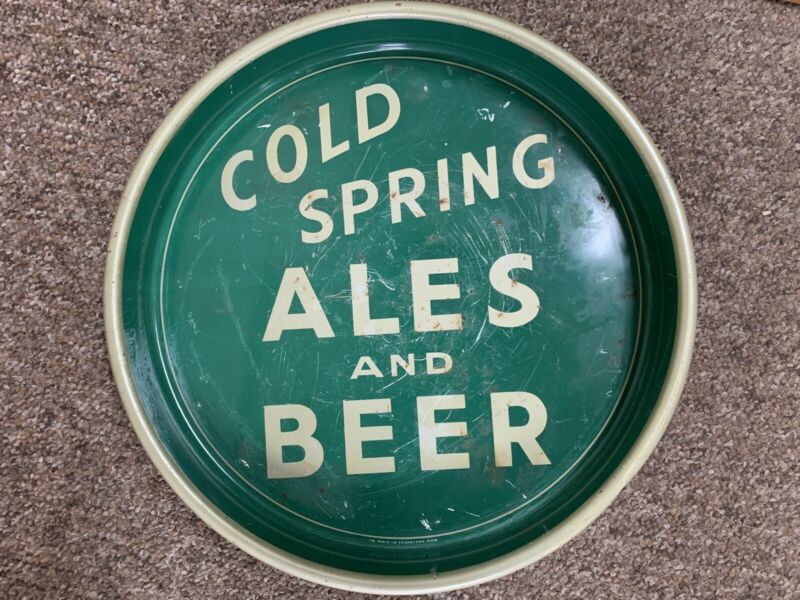 COLD
SPRING
ALES
AND
BEER